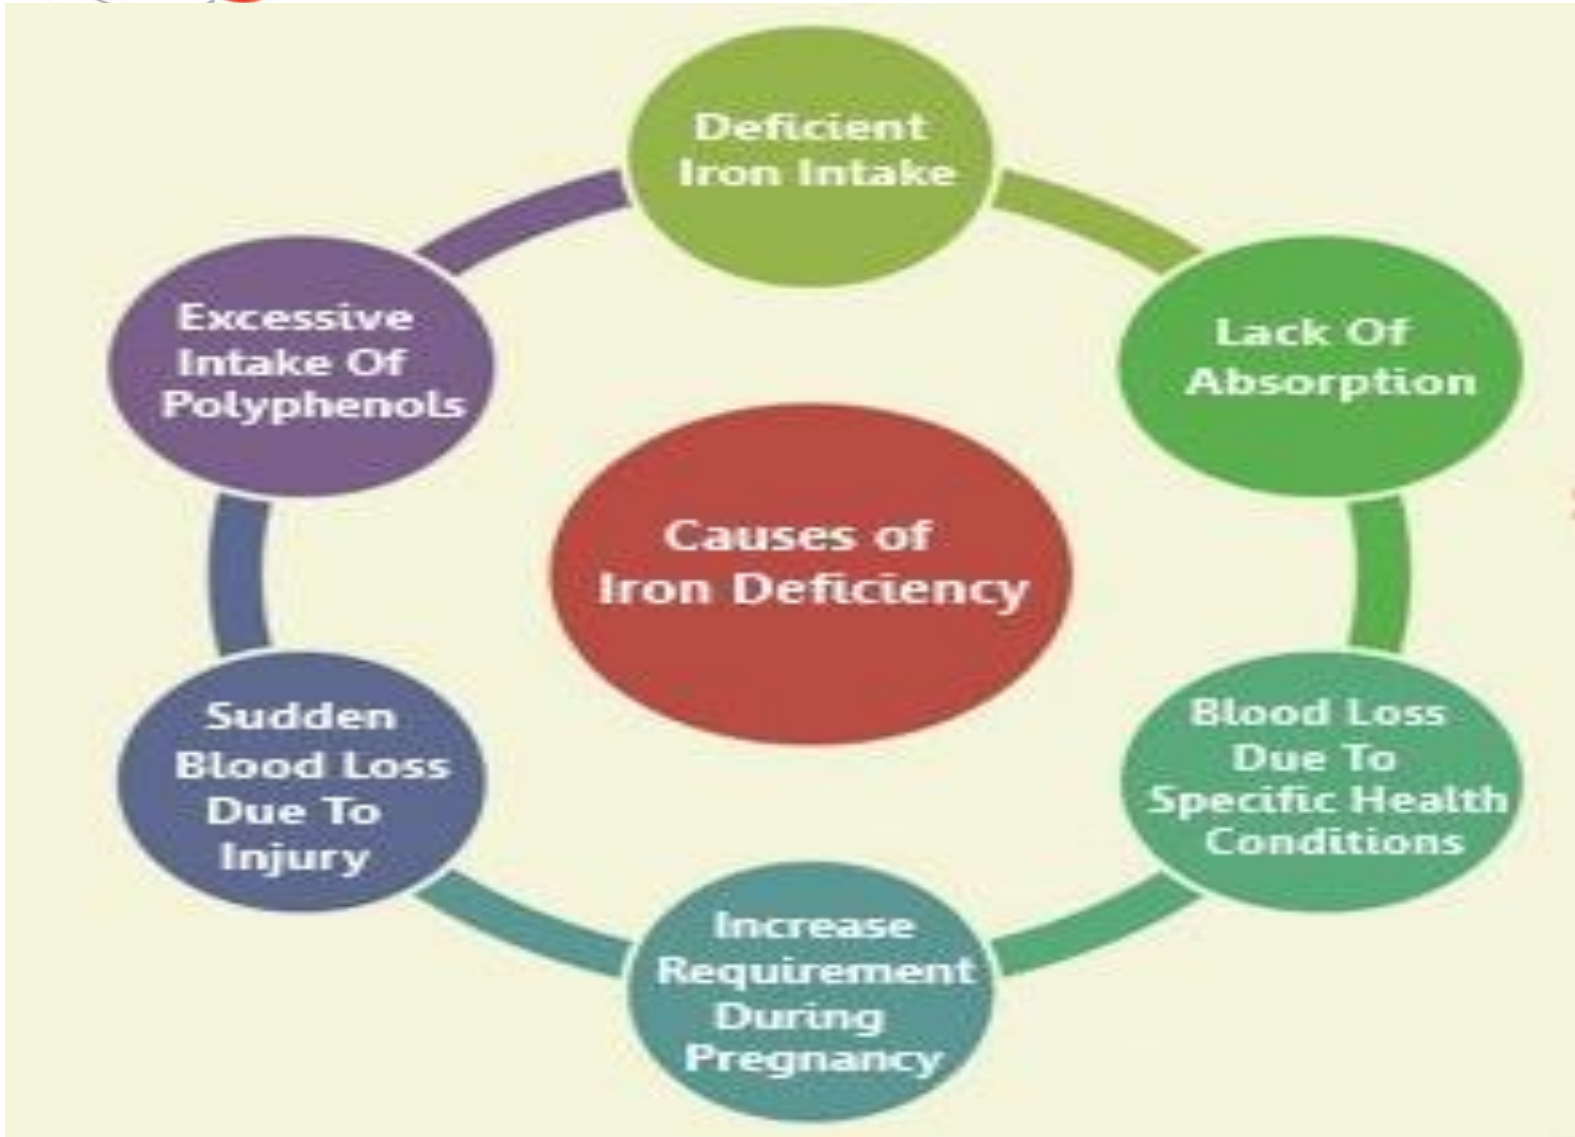 Deficient
Iron Intake
Lack Of
Absorption
Blood Loss
Due To
Specific Health
Conditions
Increase
Requirement
During
Pregnancy
Sudden
Blood Loss
Due To
Injury
Excessive
Intake Of
Polyphenols
Causes of
Iron Deficiency